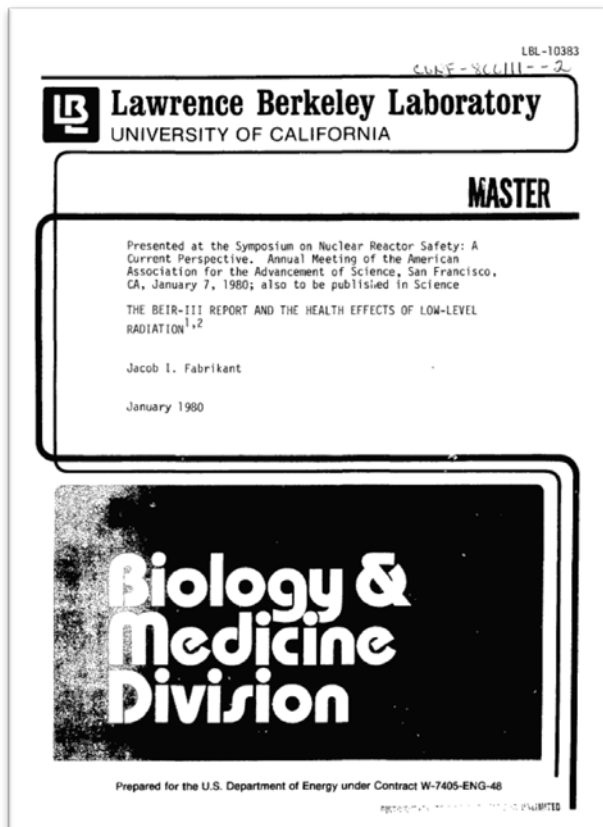 LBL-10383
Lawrence Berkeley Laboratory
UNIVERSITY OF CALIFORNIA
MASTER
Presented at the Symposium on Nuclear Reactor Safety: A
Current Perspective. Annual Meeting of the American
Association for the Advancement of Science, San Francisco,
CA, January 7, 1980; also to be published in Science
THE BEIR-III REPORT AND THE HEALTH EFFECTS OF LOW-LEVEL
RADIATION1,2
Jacob I. Fabrikant
January 1980
Biology &
Medicine
Division
Prepared for the U.S. Department of Energy under Contract W-7405-ENG-48
UNLIMITED